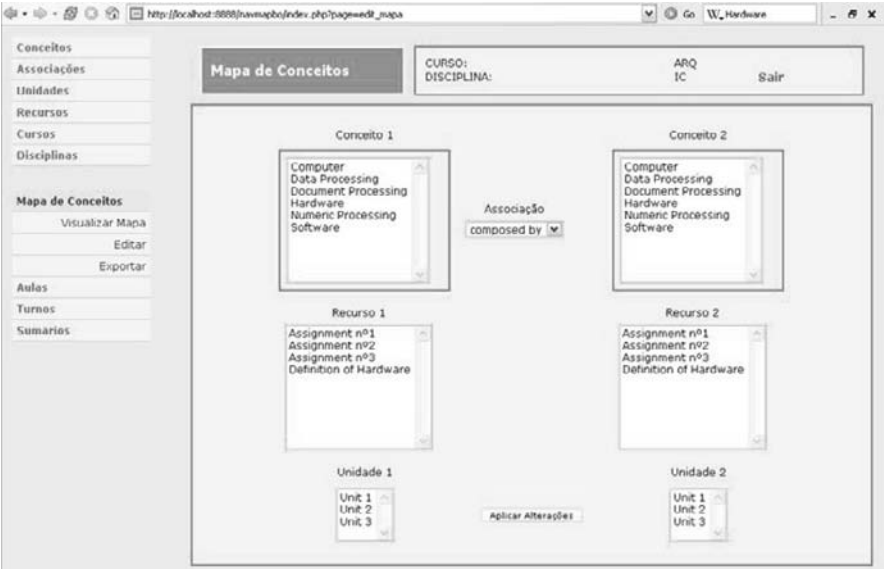 http://localhost:8888/navmapbo/index.php?page=edit_mapa
Go
W Hardware
Conceitos
Associações
Unidades
Recursos
Cursos
Disciplinas
Mapa de Conceitos
Visualizar Mapa
Editar
Exportar
Aulas
Turnos
Sumarios
Mapa de Conceitos
CURSO: ARQ
DISCIPLINA: IC
Sair
Conceito 1
Computer
Data Processing
Document Processing
Hardware
Numeric Processing
Software
Associação
composed by
Conceito 2
Computer
Data Processing
Document Processing
Hardware
Numeric Processing
Software
Recurso 1
Assignment nº1
Assignment nº2
Assignment nº3
Definition of Hardware
Recurso 2
Assignment nº1
Assignment nº2
Assignment nº3
Definition of Hardware
Unidade 1
Unit 1
Unit 2
Unit 3
Aplicar Alterações
Unidade 2
Unit 1
Unit 2
Unit 3